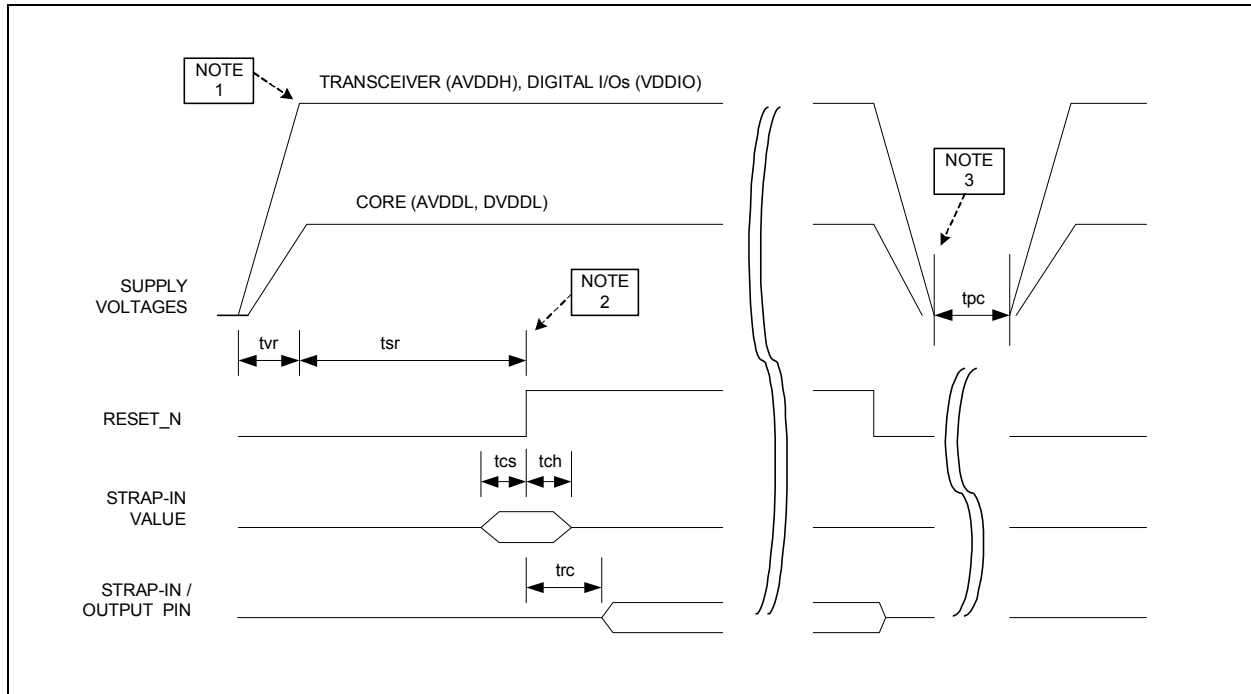 NOTE
1
TRANSCEIVER (AVDDH), DIGITAL I/Os (VDDIO)
NOTE
3
CORE (AVDDL, DVDDL)
SUPPLY
VOLTAGES
NOTE
2
tpc
tvr
tsr
RESET_N
tcs
tch
STRAP-IN
VALUE
trc
STRAP-IN /
OUTPUT PIN